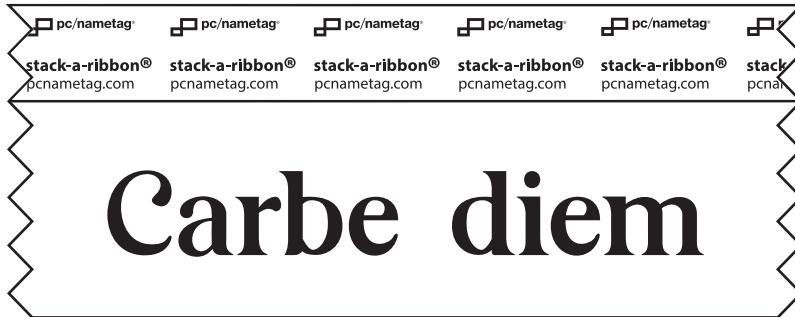 pc/nametag® pc/nametag® pc/nametag® pc/nametag® pc/nametag®
stack-a-ribbon® stack-a-ribbon® stack-a-ribbon® stack-a-ribbon® stack-a-ribbon® stack
pcnametag.com pcnametag.com pcnametag.com pcnametag.com pcnametag.com
Carbe diem